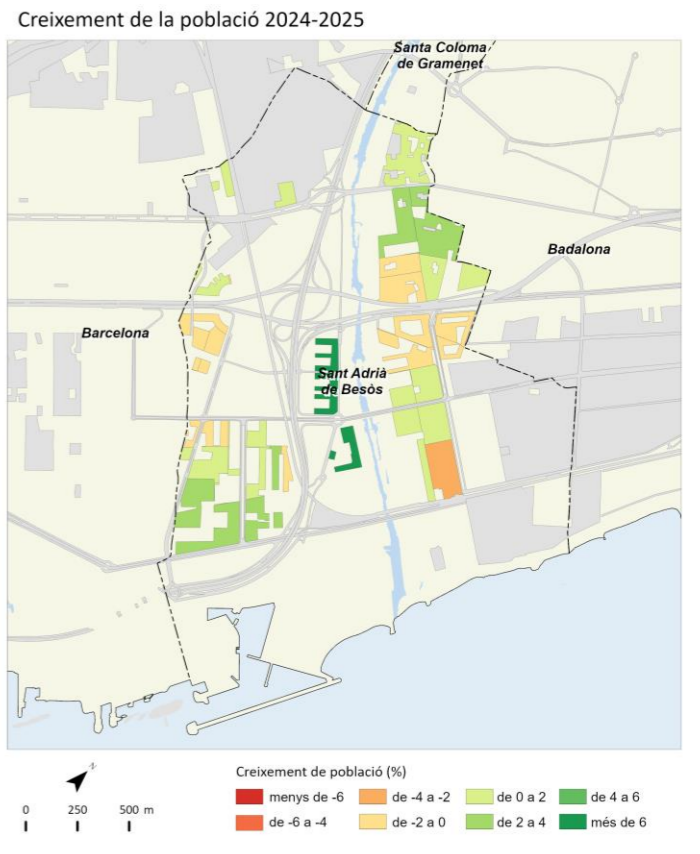 Creixement de la població 2024-2025
Santa Coloma
de Gramenet
Badalona
Barcelona
Sant Adrià
de Besòs
N
Creixement de població (%)
0 250 500 m
menys de -6
de -4 a -2
de 0 a 2
de 4 a 6
de -6 a -4
de -2 a 0
de 2 a 4
més de 6